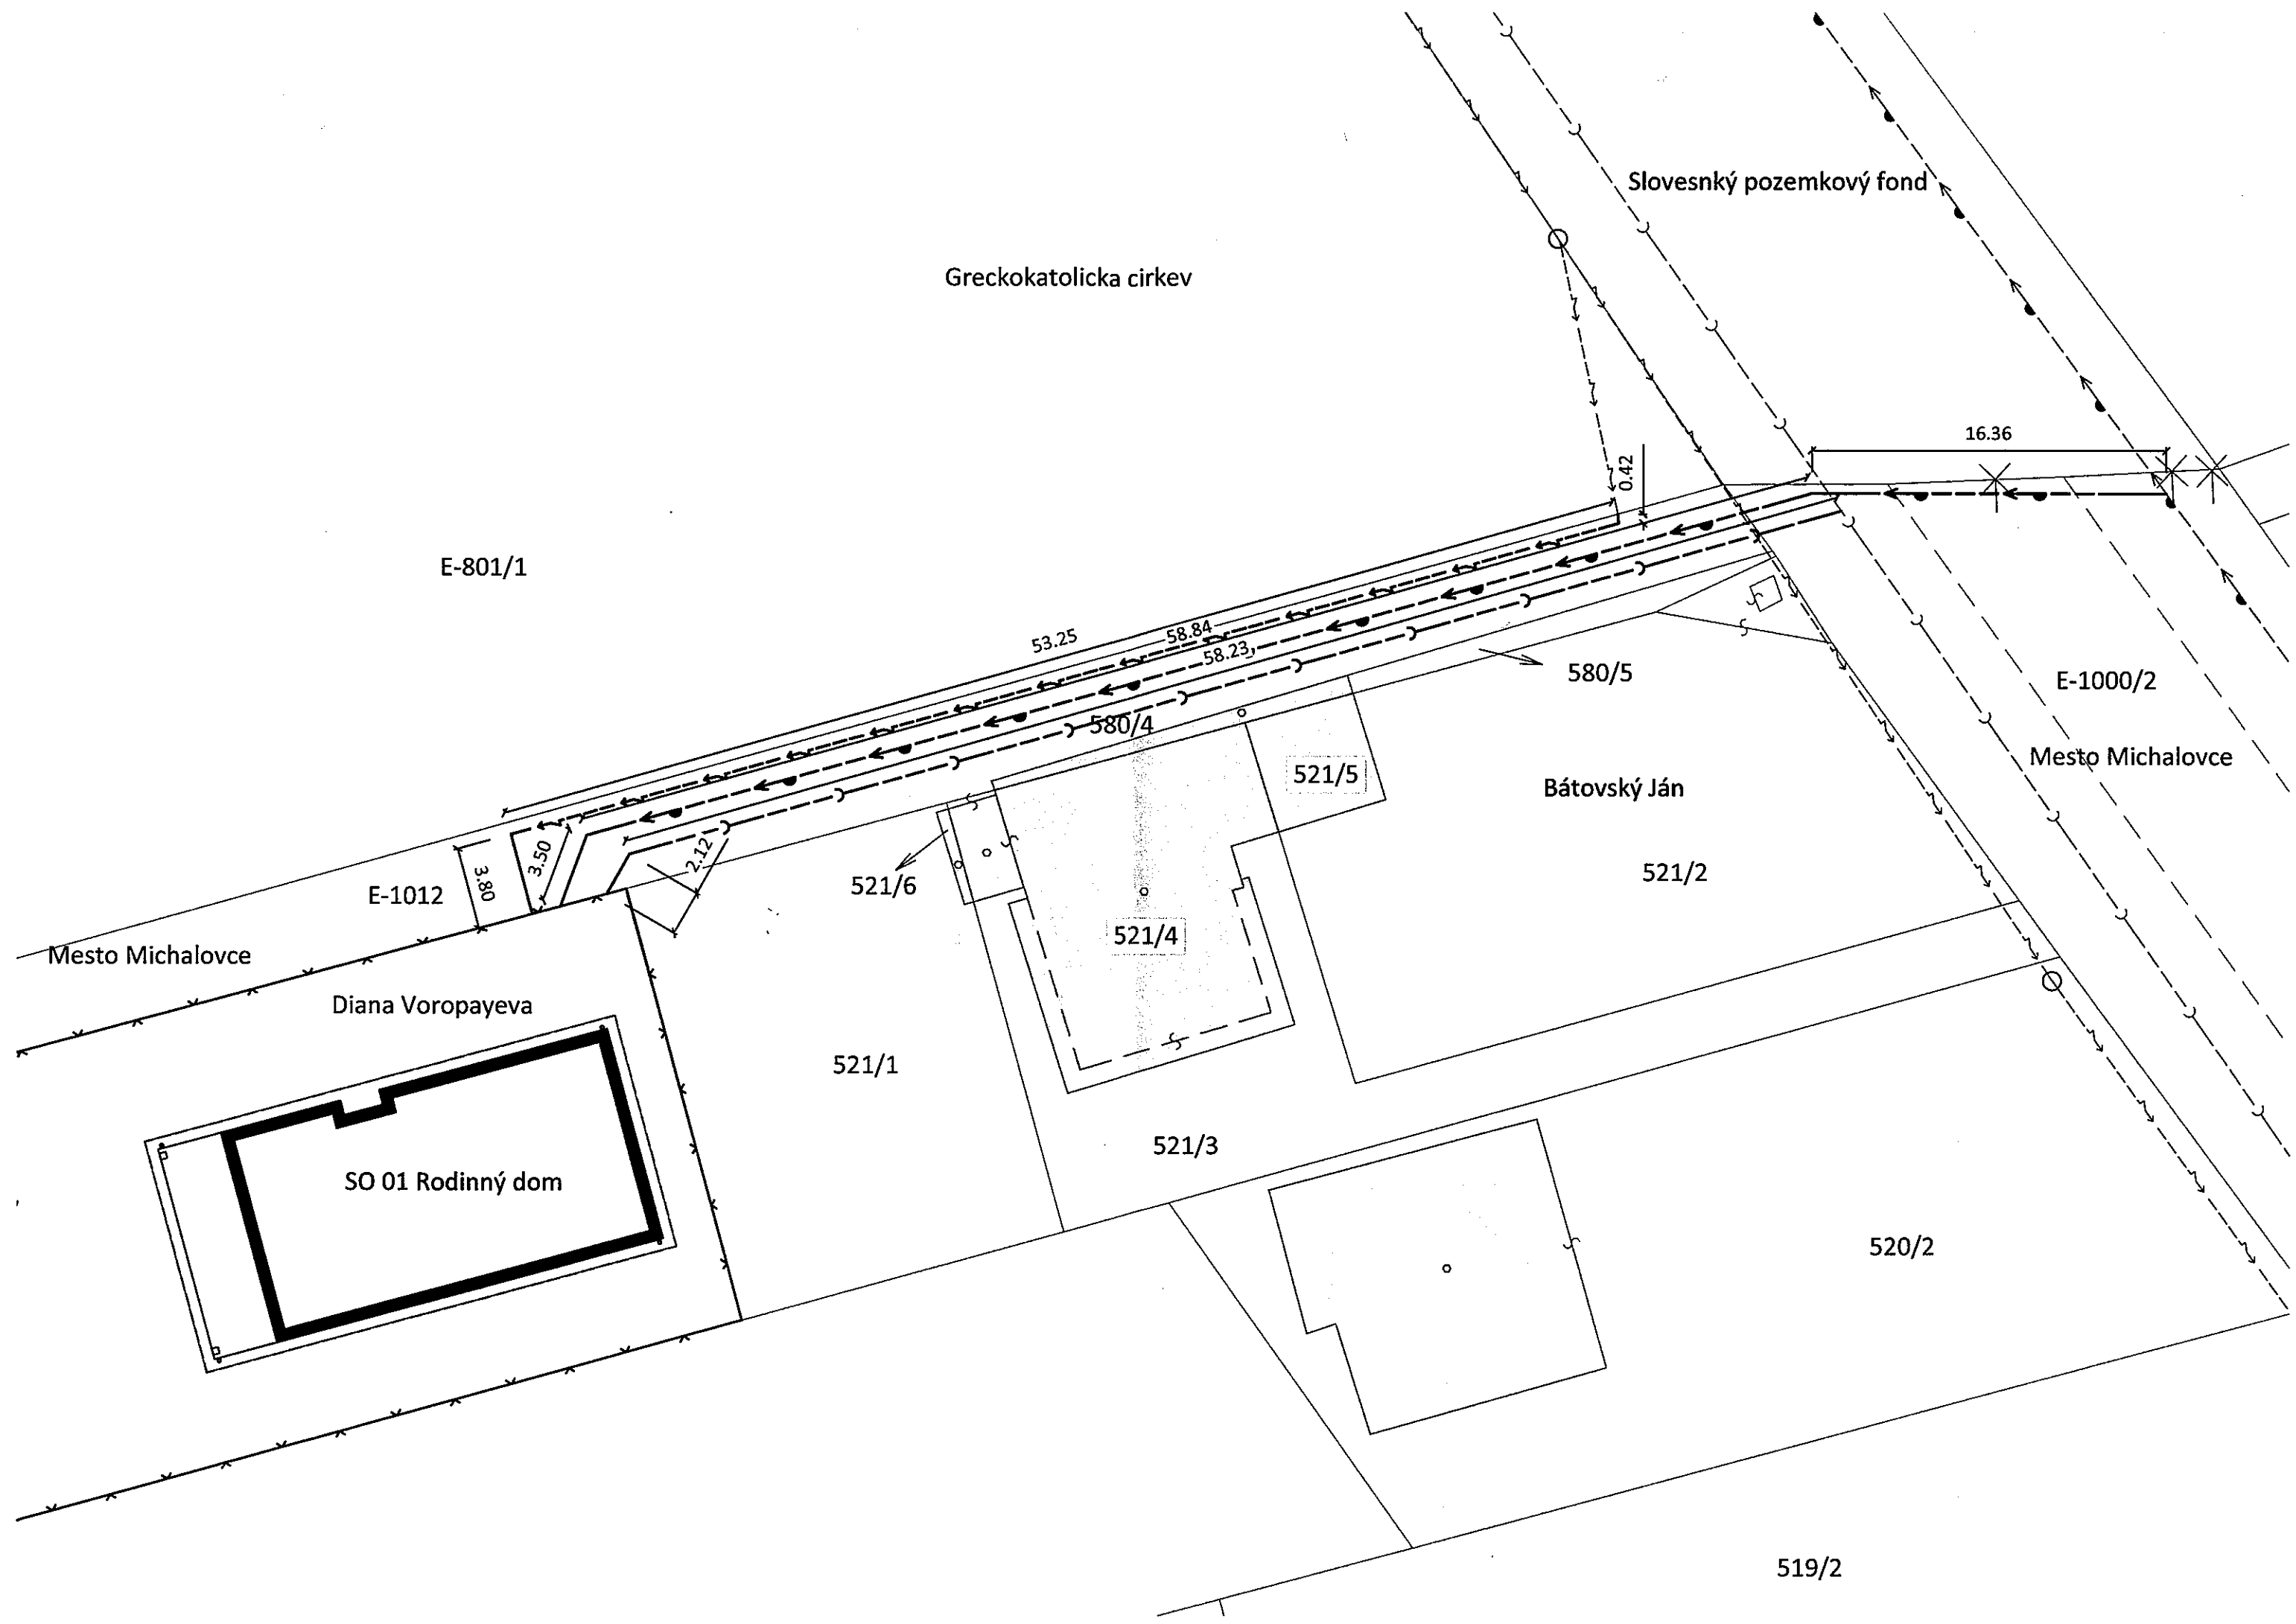 Slovesnký pozemkový fond
Greckokatolicka cirkev
16.36
0.42
E-801/1
53.25
58.84
58.23
580/5
E-1000/2
580/4
Mesto Michalovce
521/5
Bátovský Ján
3.50
2.12
3.80
521/6
521/2
E-1012
521/4
Mesto Michalovce
Diana Voropayeva
521/1
521/3
SO 01 Rodinný dom
520/2
519/2